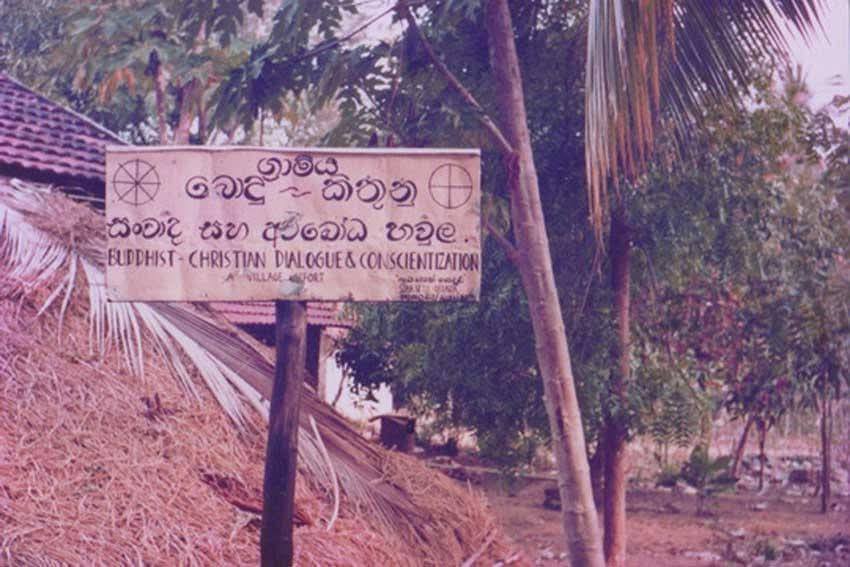 ග්‍රාමීය
බෞද්ධ ~ කිතුනු
සංවාද සහ අවබෝධ හවුල.
BUDDHIST - CHRISTIAN DIALOGUE & CONSCIENTIZATION
A VILLAGE EFFORT